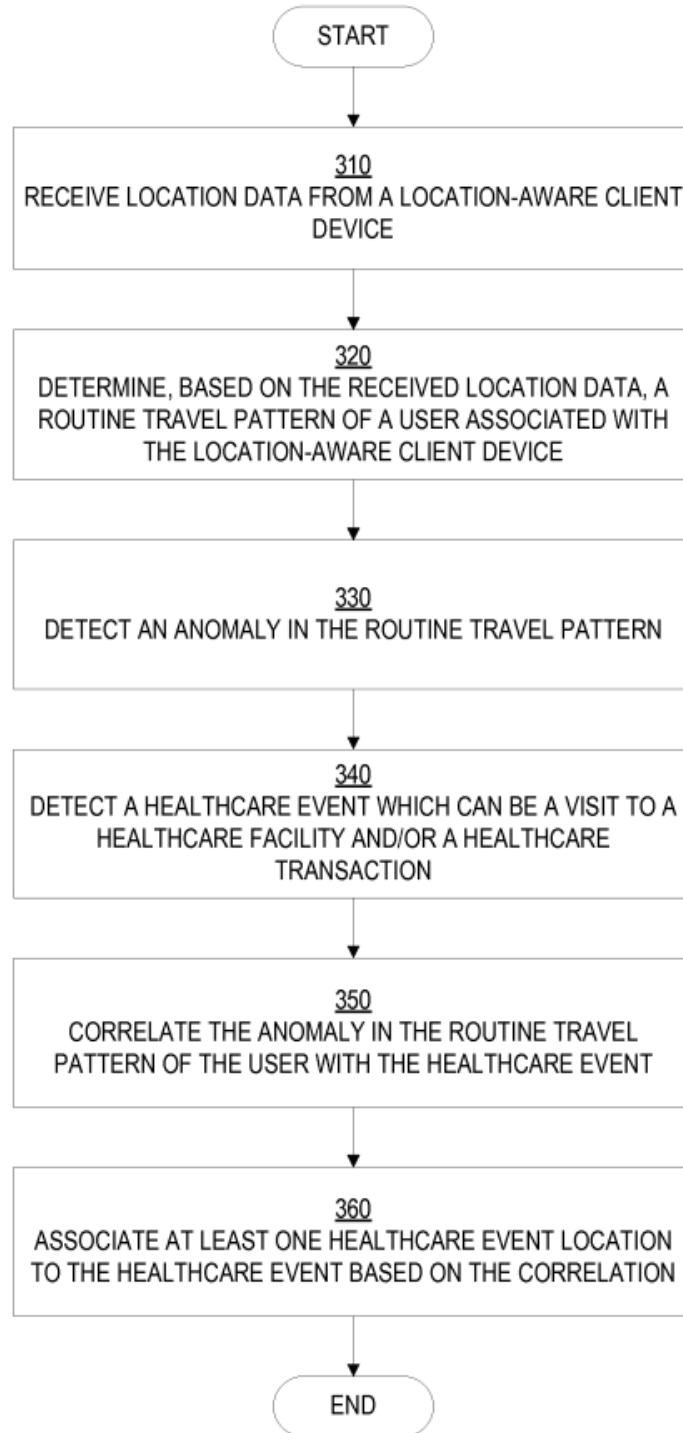 START
310
RECEIVE LOCATION DATA FROM A LOCATION-AWARE CLIENT
DEVICE
320
DETERMINE, BASED ON THE RECEIVED LOCATION DATA, A
ROUTINE TRAVEL PATTERN OF A USER ASSOCIATED WITH
THE LOCATION-AWARE CLIENT DEVICE
330
DETECT AN ANOMALY IN THE ROUTINE TRAVEL PATTERN
340
DETECT A HEALTHCARE EVENT WHICH CAN BE A VISIT TO A
HEALTHCARE FACILITY AND/OR A HEALTHCARE
TRANSACTION
350
CORRELATE THE ANOMALY IN THE ROUTINE TRAVEL
PATTERN OF THE USER WITH THE HEALTHCARE EVENT
360
ASSOCIATE AT LEAST ONE HEALTHCARE EVENT LOCATION
TO THE HEALTHCARE EVENT BASED ON THE CORRELATION
END